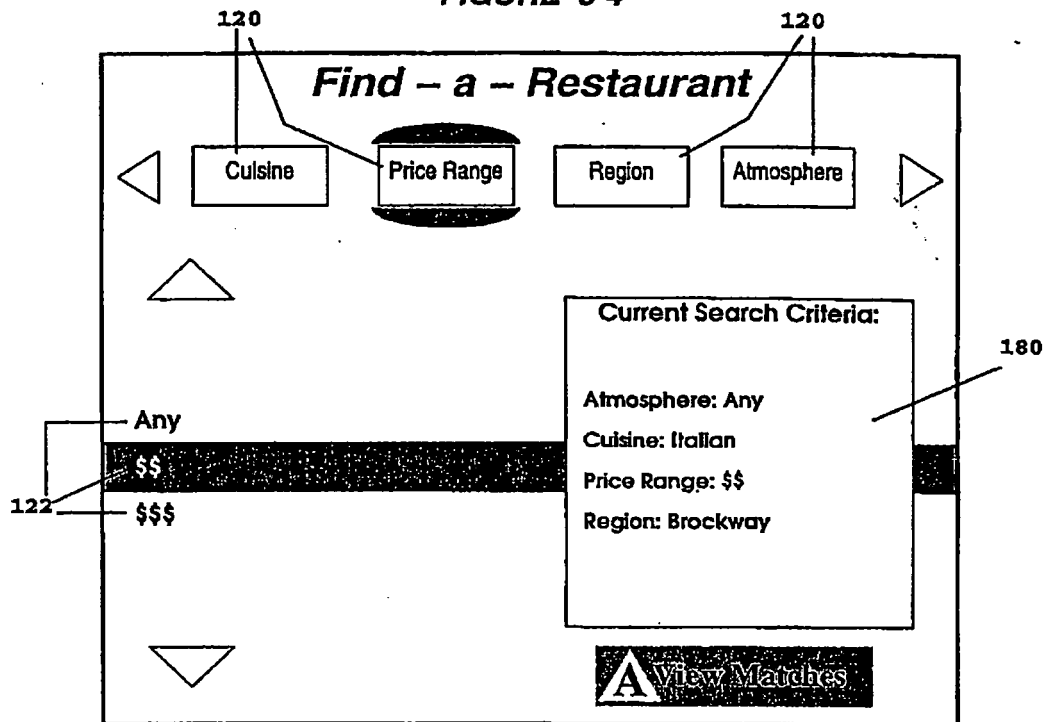 120 120
Find – a – Restaurant
Cuisine Price Range Region Atmosphere
Current Search Criteria:
180
Atmosphere: Any
Any
Cuisine: Italian
$$
Price Range: $$
122
$$$
Region: Brockway
A View Matches